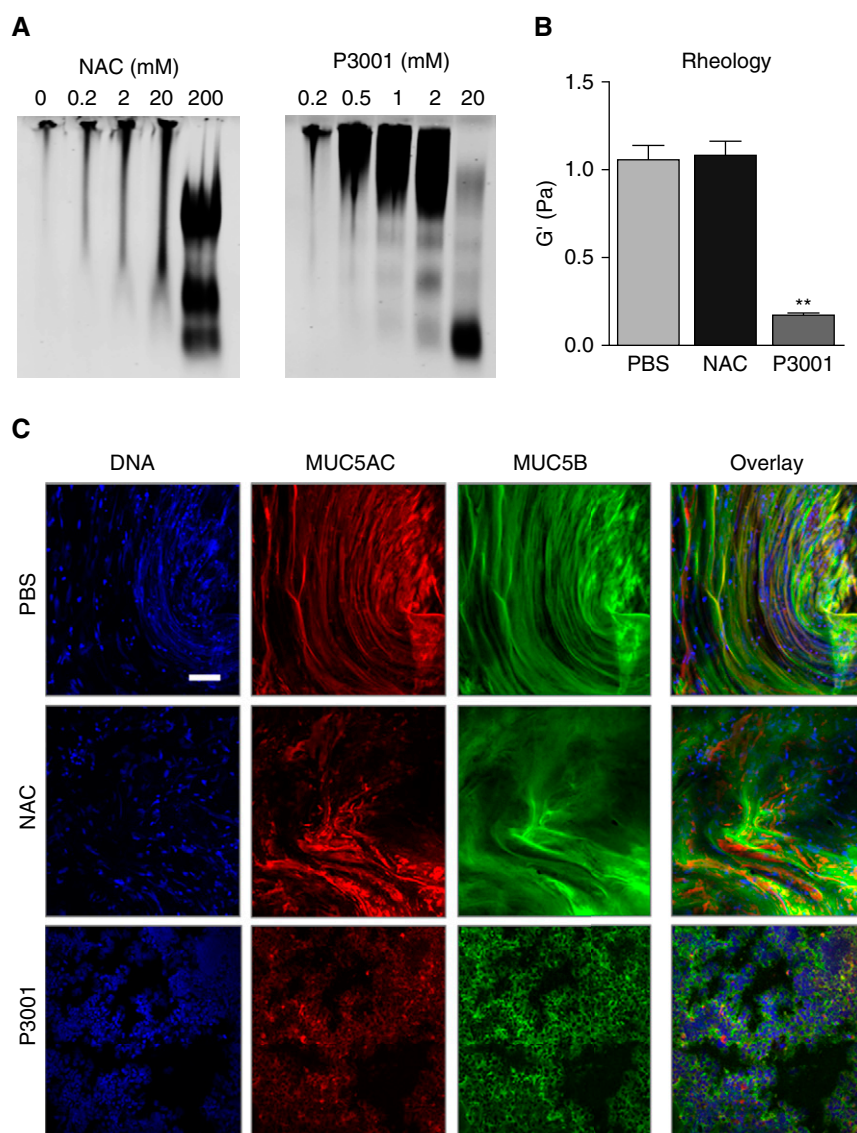 A
NAC (mM)
0 0.2 2 20 200
P3001 (mM)
0.2 0.5 1 2 20
B
Rheology
G' (Pa)
1.5
1.0
0.5
0.0
**
PBS NAC P3001
C
DNA MUC5AC MUC5B Overlay
PBS
NAC
P3001